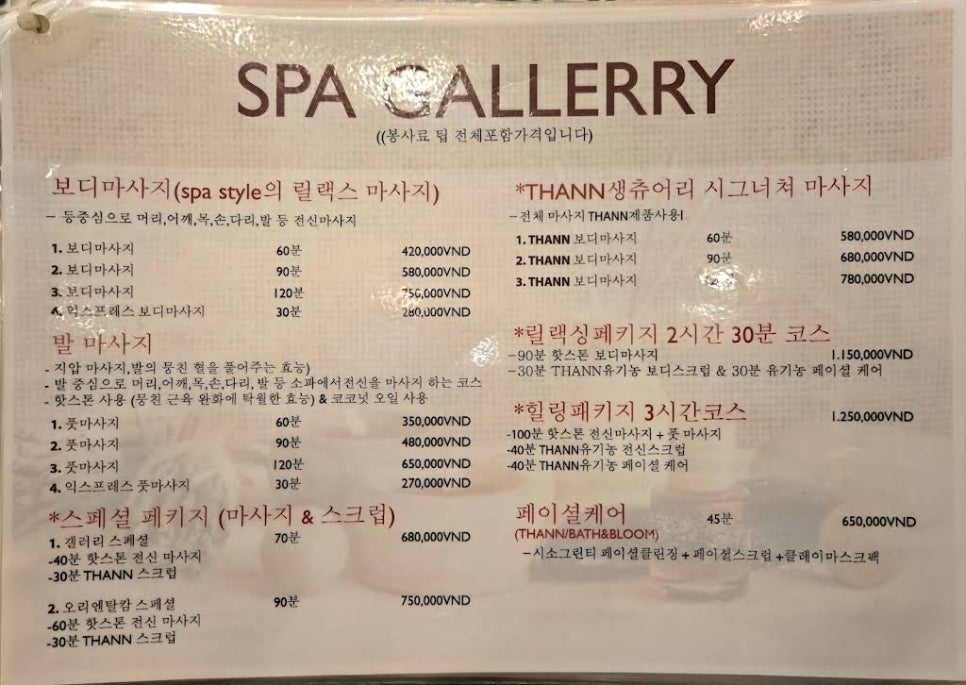 SPA GALLERRY
((봉사료 팁 전체포함가격입니다)
보디마사지(spa style의 릴랙스 마사지)
- 등중심으로 머리,어깨,목,손,다리,발 등 전신마사지
1. 보디마사지 60분 420,000VND
2. 보디마사지 90분 580,000VND
3. 보디마사지 120분 750,000VND
4. 익스프레스 보디마사지 30분 280,000VND
발 마사지
- 지압 마사지,발의 뭉친 혈을 풀어주는 효능)
- 발 중심으로 머리,어깨,목,손,다리, 발 등 소파에서전신을 마사지 하는 코스
- 핫스톤 사용 (뭉친 근육 완화에 탁월한 효능) & 코코넛 오일 사용
1. 풋마사지 60분 350,000VND
2. 풋마사지 90분 480,000VND
3. 풋마사지 120분 650,000VND
4. 익스프레스 풋마사지 30분 270,000VND
*스페셜 페키지 (마사지 & 스크럽)
1. 갤러리 스페셜 70분 680,000VND
-40분 핫스톤 전신 마사지
-30분 THANN 스크럽
2. 오리엔탈캄 스페셜 90분 750,000VND
-60분 핫스톤 전신 마사지
-30분 THANN 스크럽
*THANN생츄어리 시그너쳐 마사지
-전체 마사지 THANN제품사용
1. THANN 보디마사지 60분 580,000VND
2. THANN 보디마사지 90분 680,000VND
3. THANN 보디마사지 780,000VND
*릴랙싱페키지 2시간 30분 코스
-90분 핫스톤 보디마사지 1.150,000VND
-30분 THANN유기농 보디스크럽 & 30분 유기농 페이셜 케어
*힐링패키지 3시간코스 1.250,000VND
-100분 핫스톤 전신마사지 + 풋 마사지
-40분 THANN유기농 전신스크럽
-40분 THANN유기농 페이셜 케어
페이셜케어 45분 650,000VND
(THANN/BATH&BLOOM)
-시소그린티 페이셜클린징 + 페이셜스크럽 +클레이마스크팩